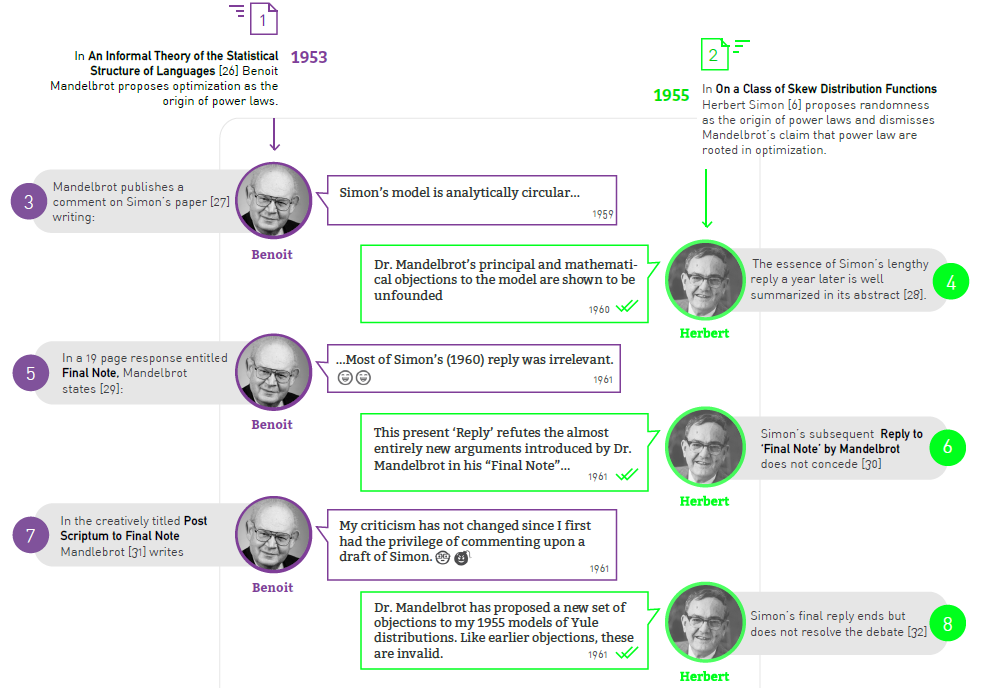 1
In An Informal Theory of the Statistical
Structure of Languages [26] Benoit
Mandelbrot proposes optimization as the
origin of power laws.
1953
2
1955
In On a Class of Skew Distribution Functions
Herbert Simon [6] proposes randomness
as the origin of power laws and dismisses
Mandelbrot's claim that power law are
rooted in optimization.
3
Mandelbrot publishes a
comment on Simon's paper [27]
writing:
Benoit
Simon's model is analytically circular...
1959
Dr. Mandelbrot's principal and mathemati-
cal objections to the model are shown to be
unfounded
1960
Herbert
The essence of Simon's lengthy
reply a year later is well
summarized in its abstract [28].
4
5
In a 19 page response entitled
Final Note, Mandelbrot
states [29]:
Benoit
...Most of Simon's (1960) reply was irrelevant.
1961
This present 'Reply' refutes the almost
entirely new arguments introduced by Dr.
Mandelbrot in his "Final Note"...
1961
Herbert
Simon's subsequent Reply to
'Final Note' by Mandelbrot
does not concede [30]
6
7
In the creatively titled Post
Scriptum to Final Note
Mandlebrot [31] writes
Benoit
My criticism has not changed since I first
had the privilege of commenting upon a
draft of Simon.
1961
Dr. Mandelbrot has proposed a new set of
objections to my 1955 models of Yule
distributions. Like earlier objections, these
are invalid.
1961
Herbert
Simon's final reply ends but
does not resolve the debate [32]
8